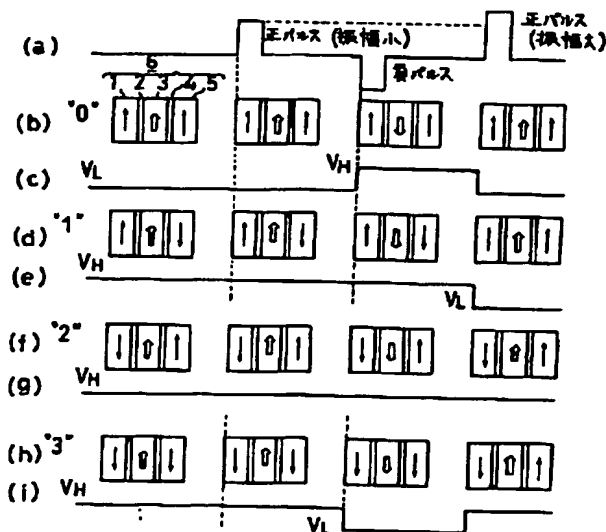 (a)
正パルス (振幅小)
負パルス
正パルス
(振幅大)
6
1 2 3 4 5
(b) "0"
(c) VL VH
(d) "1"
(e) VH VL
(f) "2"
(g) VH
(h) "3"
(i) VH VL